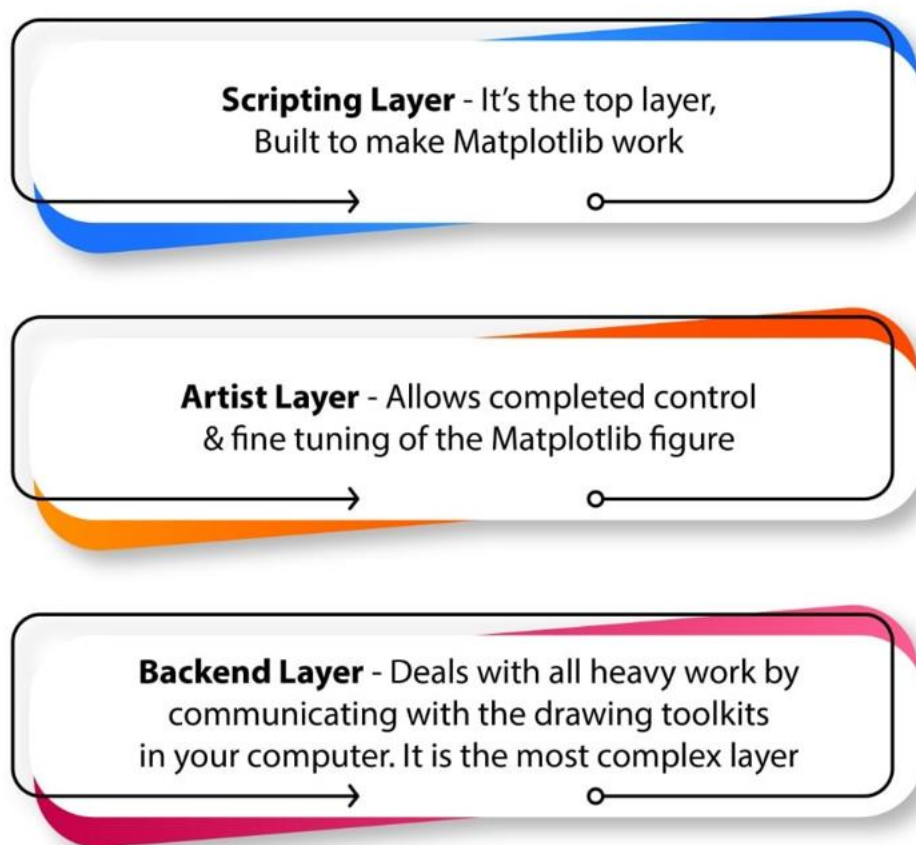 Scripting Layer - It's the top layer,
Built to make Matplotlib work
Artist Layer - Allows completed control
& fine tuning of the Matplotlib figure
Backend Layer - Deals with all heavy work by
communicating with the drawing toolkits
in your computer. It is the most complex layer